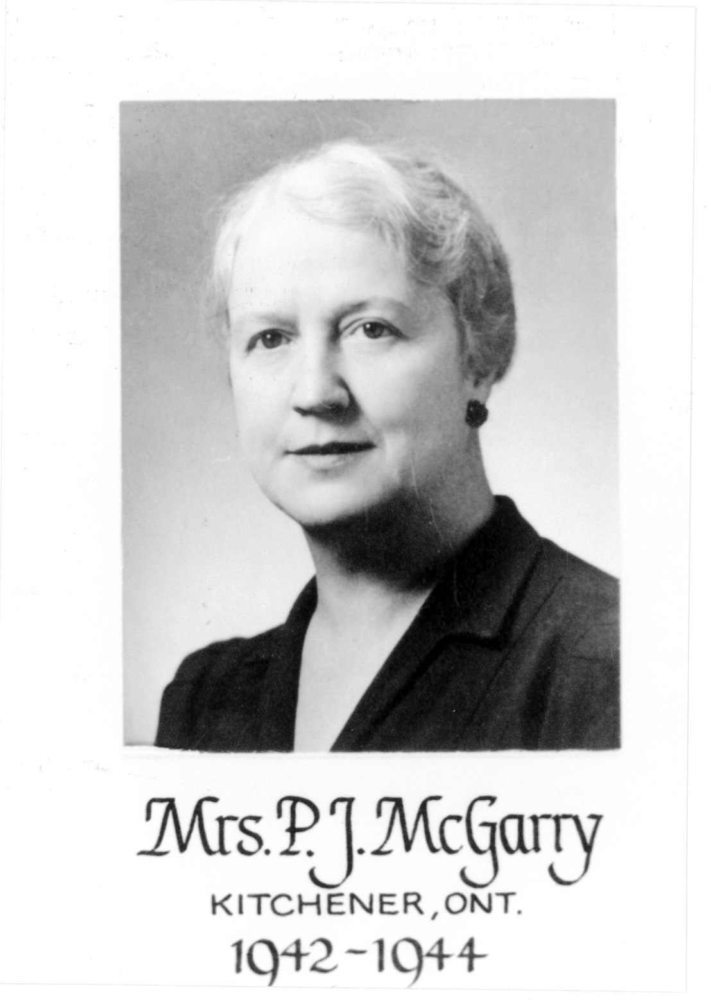 Mrs. P. J. McGarry
KITCHENER, ONT.
1942-1944